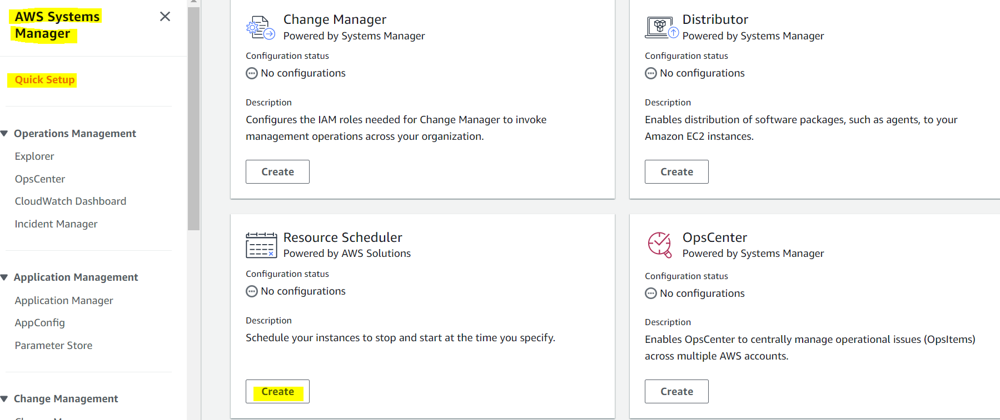 AWS Systems
Manager
Quick Setup
Operations Management
Explorer
OpsCenter
CloudWatch Dashboard
Incident Manager
Application Management
Application Manager
AppConfig
Parameter Store
Change Management
Change Manager
Powered by Systems Manager
Configuration status
No configurations
Description
Configures the IAM roles needed for Change Manager to invoke
management operations across your organization.
Create
Distributor
Powered by Systems Manager
Configuration status
No configurations
Description
Enables distribution of software packages, such as agents, to your
Amazon EC2 instances.
Create
Resource Scheduler
Powered by AWS Solutions
Configuration status
No configurations
Description
Schedule your instances to stop and start at the time you specify.
Create
OpsCenter
Powered by Systems Manager
Configuration status
No configurations
Description
Enables OpsCenter to centrally manage operational issues (OpsItems)
across multiple AWS accounts.
Create